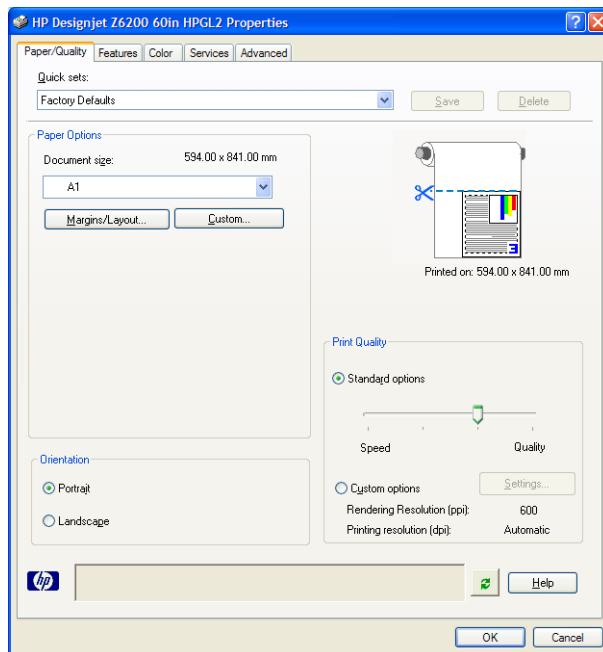 HP Designjet Z6200 60in HPGL2 Properties
Paper/Quality Features Color Services Advanced
Quick sets:
Factory Defaults
Save Delete
Paper Options
Document size: 594.00 x 841.00 mm
A1
Margins/Layout... Custom...
3
Printed on: 594.00 x 841.00 mm
Print Quality
Standard options
Speed Quality
Custom options Settings...
Rendering Resolution (ppi): 600
Printing resolution (dpi): Automatic
Orientation
Portrait
Landscape
hp
Help
OK Cancel